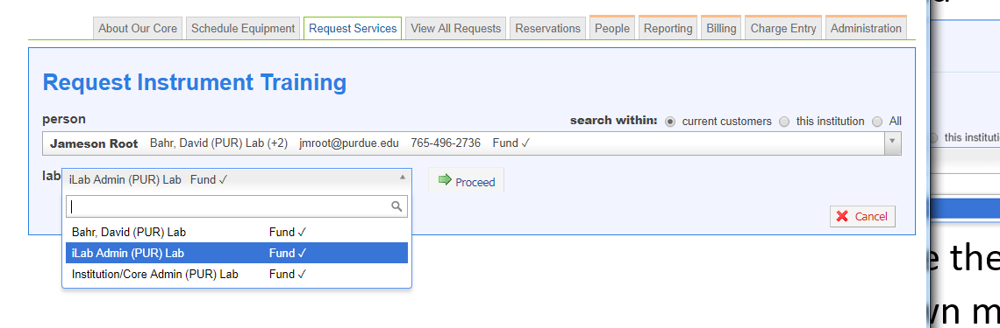 About Our Core Schedule Equipment Request Services View All Requests Reservations People Reporting Billing Charge Entry Administration
Request Instrument Training
person
search within: current customers this institution All
Jameson Root Bahr, David (PUR) Lab (+2) jmroot@purdue.edu 765-496-2736 Fund ✓
lab iLab Admin (PUR) Lab Fund ✓ Proceed
Cancel
Bahr, David (PUR) Lab Fund ✓
iLab Admin (PUR) Lab Fund ✓
Institution/Core Admin (PUR) Lab Fund ✓
this instituti
e the
wn m